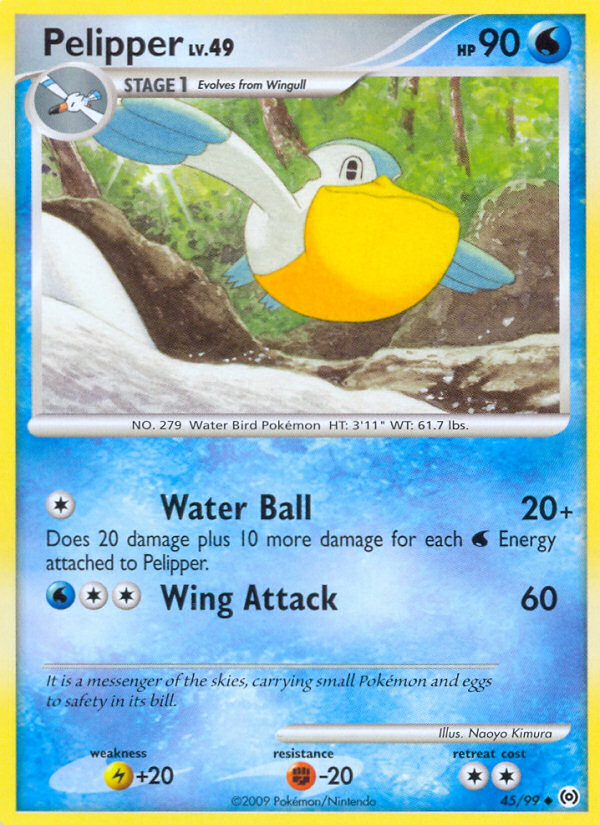 Pelipper LV.49 HP 90
STAGE 1 Evolves from Wingull
NO. 279 Water Bird Pokémon HT: 3'11" WT: 61.7 lbs.
Water Ball 20+
Does 20 damage plus 10 more damage for each Energy
attached to Pelipper.
Wing Attack 60
It is a messenger of the skies, carrying small Pokémon and eggs
to safety in its bill.
Illus. Naoyo Kimura
weakness resistance retreat cost
+20 -20
©2009 Pokémon/Nintendo 45/99